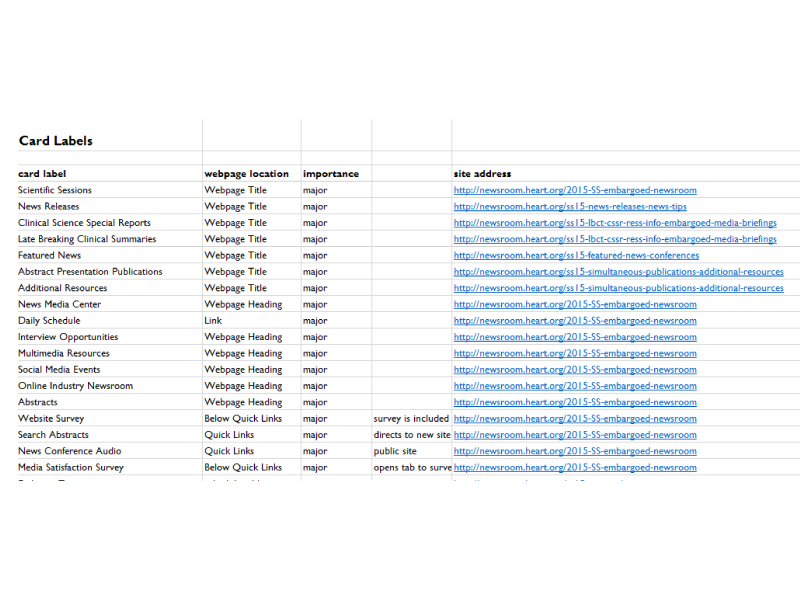 Card Labels
card label webpage location importance site address
Scientific Sessions Webpage Title major http://newsroom.heart.org/2015-SS-embargoed-newsroom
News Releases Webpage Title major http://newsroom.heart.org/ss15-news-releases-news-tips
Clinical Science Special Reports Webpage Title major http://newsroom.heart.org/ss15-lbct-cssr-ress-info-embargoed-media-briefings
Late Breaking Clinical Summaries Webpage Title major http://newsroom.heart.org/ss15-lbct-cssr-ress-info-embargoed-media-briefings
Featured News Webpage Title major http://newsroom.heart.org/ss15-featured-news-conferences
Abstract Presentation Publications Webpage Title major http://newsroom.heart.org/ss15-simultaneous-publications-additional-resources
Additional Resources Webpage Title major http://newsroom.heart.org/ss15-simultaneous-publications-additional-resources
News Media Center Webpage Heading major http://newsroom.heart.org/2015-SS-embargoed-newsroom
Daily Schedule Link major http://newsroom.heart.org/2015-SS-embargoed-newsroom
Interview Opportunities Webpage Heading major http://newsroom.heart.org/2015-SS-embargoed-newsroom
Multimedia Resources Webpage Heading major http://newsroom.heart.org/2015-SS-embargoed-newsroom
Social Media Events Webpage Heading major http://newsroom.heart.org/2015-SS-embargoed-newsroom
Online Industry Newsroom Webpage Heading major http://newsroom.heart.org/2015-SS-embargoed-newsroom
Abstracts Webpage Heading major http://newsroom.heart.org/2015-SS-embargoed-newsroom
Website Survey Below Quick Links major survey is included http://newsroom.heart.org/2015-SS-embargoed-newsroom
Search Abstracts Quick Links major directs to new site http://newsroom.heart.org/2015-SS-embargoed-newsroom
News Conference Audio Quick Links major public site http://newsroom.heart.org/2015-SS-embargoed-newsroom
Media Satisfaction Survey Below Quick Links major opens tab to surve http://newsroom.heart.org/2015-SS-embargoed-newsroom